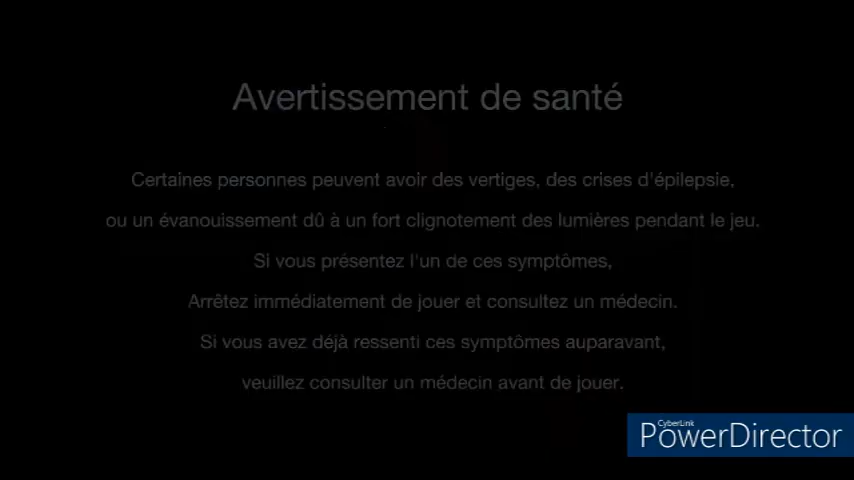 Avertissement de santé
Certaines personnes peuvent avoir des vertiges, des crises d'épilepsie,
ou un évanouissement dû à un fort clignotement des lumières pendant le jeu.
Si vous présentez l'un de ces symptômes,
Arrêtez immédiatement de jouer et consultez un médecin.
Si vous avez déjà ressenti ces symptômes auparavant,
veuillez consulter un médecin avant de jouer.
CyberLink
PowerDirector